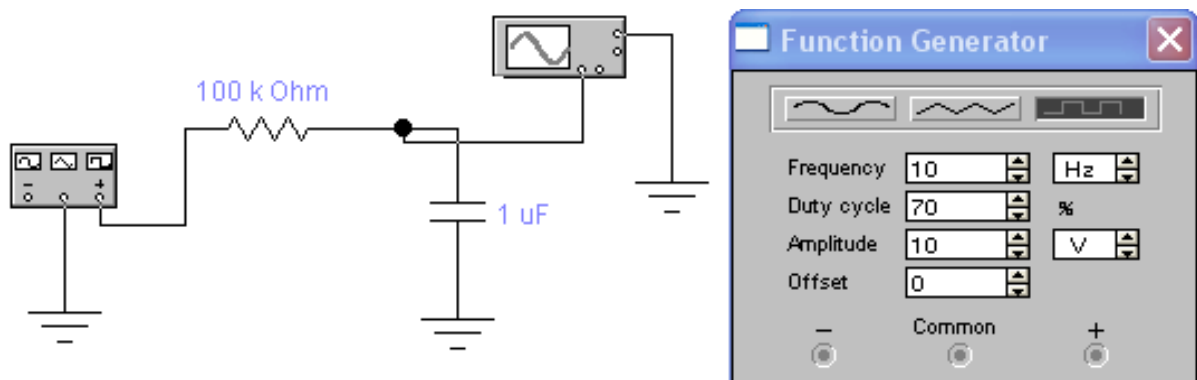 100 k Ohm
1 uF
Function Generator
Frequency 10 Hz
Duty cycle 70 %
Amplitude 10 V
Offset 0
− Common +